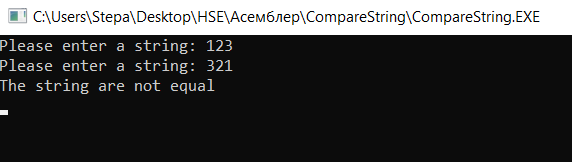 C:\Users\Stepa\Desktop\HSE\Асемблер\CompareString\CompareString.EXE
Please enter a string: 123
Please enter a string: 321
The string are not equal